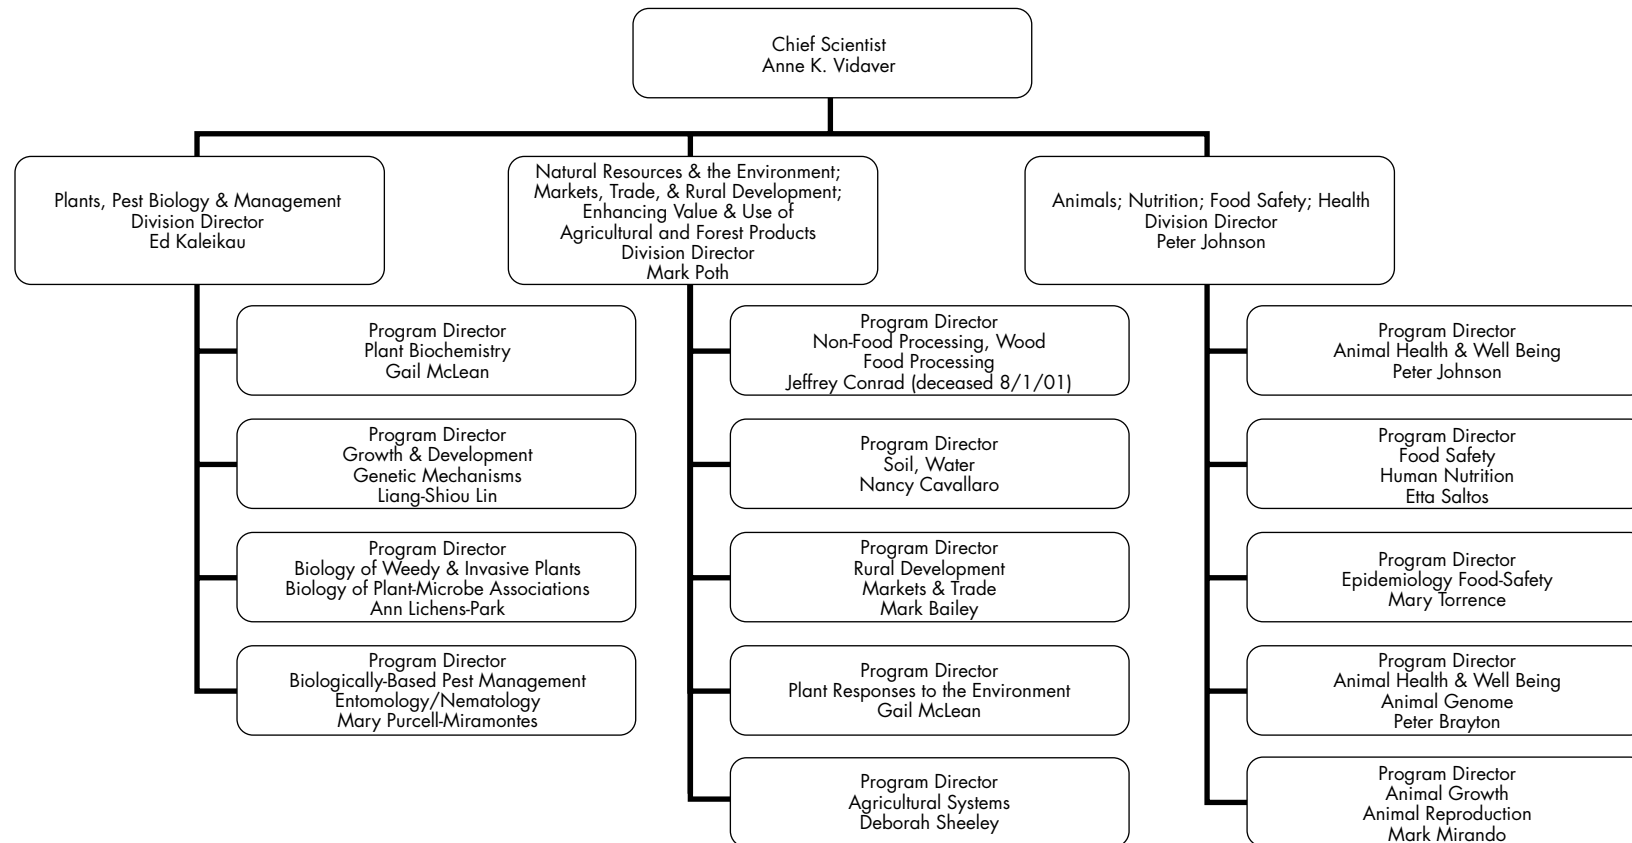 Chief Scientist
Anne K. Vidaver
Plants, Pest Biology & Management
Division Director
Ed Kaleikau
Natural Resources & the Environment;
Markets, Trade, & Rural Development;
Enhancing Value & Use of
Agricultural and Forest Products
Division Director
Mark Poth
Animals; Nutrition; Food Safety; Health
Division Director
Peter Johnson
Program Director
Plant Biochemistry
Gail McLean
Program Director
Growth & Development
Genetic Mechanisms
Liang-Shiou Lin
Program Director
Biology of Weedy & Invasive Plants
Biology of Plant-Microbe Associations
Ann Lichens-Park
Program Director
Biologically-Based Pest Management
Entomology/Nematology
Mary Purcell-Miramontes
Program Director
Non-Food Processing, Wood
Food Processing
Jeffrey Conrad (deceased 8/1/01)
Program Director
Soil, Water
Nancy Cavallaro
Program Director
Rural Development
Markets & Trade
Mark Bailey
Program Director
Plant Responses to the Environment
Gail McLean
Program Director
Agricultural Systems
Deborah Sheeley
Program Director
Animal Health & Well Being
Peter Johnson
Program Director
Food Safety
Human Nutrition
Etta Saltos
Program Director
Epidemiology Food-Safety
Mary Torrence
Program Director
Animal Health & Well Being
Animal Genome
Peter Brayton
Program Director
Animal Growth
Animal Reproduction
Mark Mirando